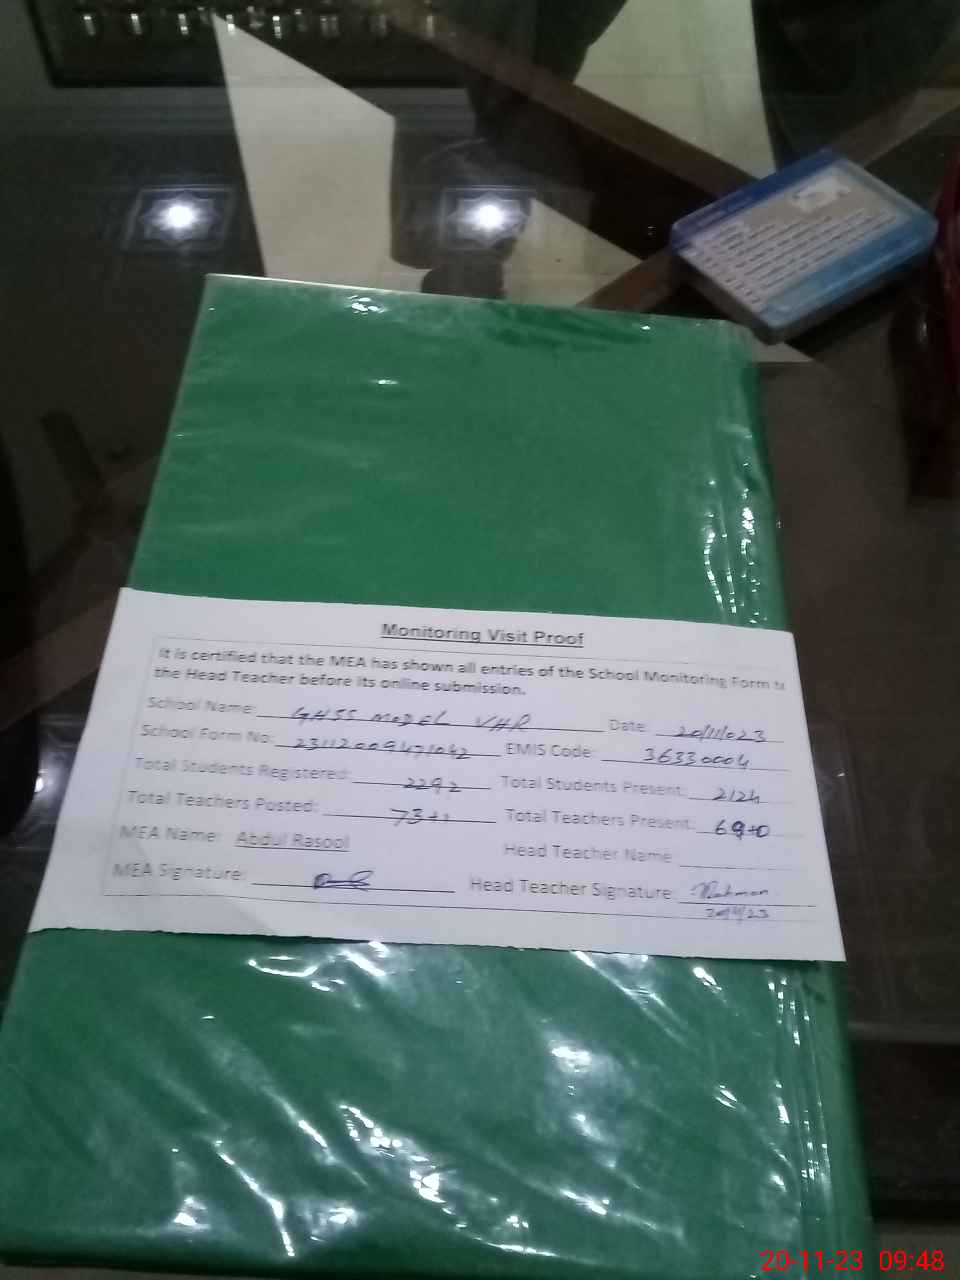 Monitoring Visit Proof
It is certified that the MEA has shown all entries of the School Monitoring Form to
the Head Teacher before its online submission.
School Name: GHSS MODEL VHR Date: 20/11/023
School Form No: EMIS Code: 36330004
Total Students Registered: 2292 Total Students Present: 2124
Total Teachers Posted: 73+1 Total Teachers Present: 69+0
MEA Name: Abdul Rasool Head Teacher Name
MEA Signature: Head Teacher Signature: Rahman
20/11/23
20-11-23 09:48